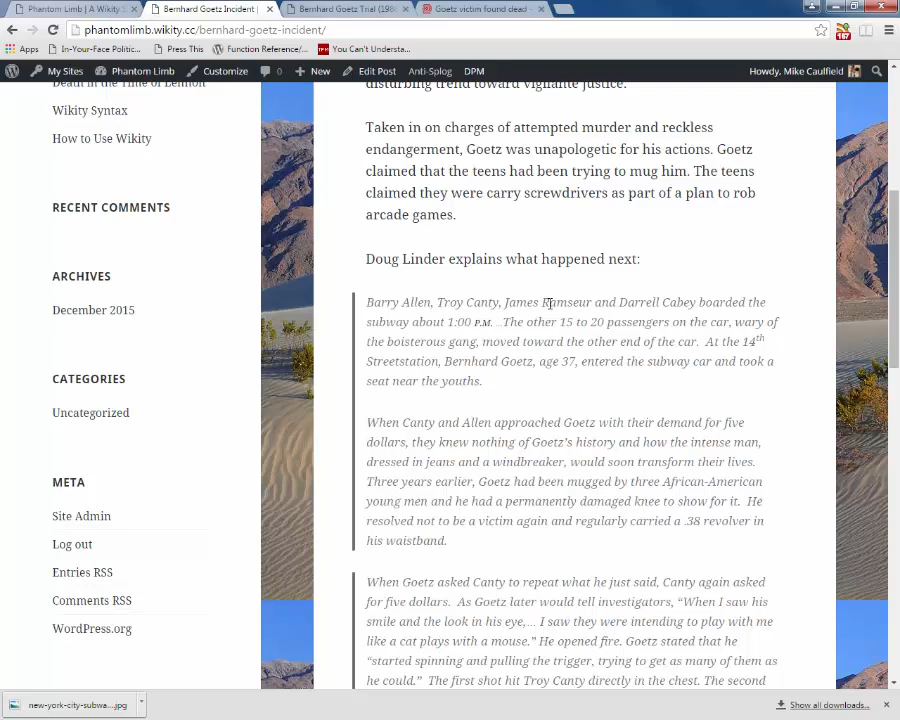 Phantom Limb | A Wikity S
Bernhard Goetz Incident |
Bernhard Goetz Trial (198
Goetz victim found dead -
phantomlimb.wikity.cc/bernhard-goetz-incident/
167
Apps
In-Your-Face Politic...
Press This
Function Reference/...
TPM
You Can't Understa...
My Sites
Phantom Limb
Customize
0
New
Edit Post
Anti-Splog
DPM
Howdy, Mike Caulfield
Death in the Time of Lennon
Wikity Syntax
How to Use Wikity
RECENT COMMENTS
ARCHIVES
December 2015
CATEGORIES
Uncategorized
META
Site Admin
Log out
Entries RSS
Comments RSS
WordPress.org
disturbing trend toward vigilante justice.
Taken in on charges of attempted murder and reckless
endangerment, Goetz was unapologetic for his actions. Goetz
claimed that the teens had been trying to mug him. The teens
claimed they were carry screwdrivers as part of a plan to rob
arcade games.
Doug Linder explains what happened next:
Barry Allen, Troy Canty, James Ramseur and Darrell Cabey boarded the
subway about 1:00 P.M. ...The other 15 to 20 passengers on the car, wary of
the boisterous gang, moved toward the other end of the car. At the 14th
Streetstation, Bernhard Goetz, age 37, entered the subway car and took a
seat near the youths.
When Canty and Allen approached Goetz with their demand for five
dollars, they knew nothing of Goetz's history and how the intense man,
dressed in jeans and a windbreaker, would soon transform their lives.
Three years earlier, Goetz had been mugged by three African-American
young men and he had a permanently damaged knee to show for it. He
resolved not to be a victim again and regularly carried a .38 revolver in
his waistband.
When Goetz asked Canty to repeat what he just said, Canty again asked
for five dollars. As Goetz later would tell investigators, “When I saw his
smile and the look in his eye,... I saw they were intending to play with me
like a cat plays with a mouse.” He opened fire. Goetz stated that he
“started spinning and pulling the trigger, trying to get as many of them as
he could.” The first shot hit Troy Canty directly in the chest. The second
new-york-city-subwa....jpg
Show all downloads...